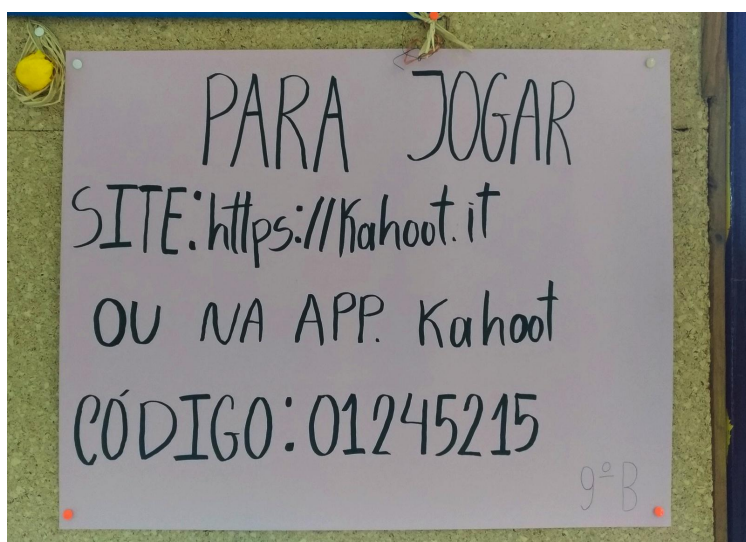 PARA JOGAR
SITE: https://Kahoot.it
OU NA APP. Kahoot
CÓDIGO: 01245215
9º B